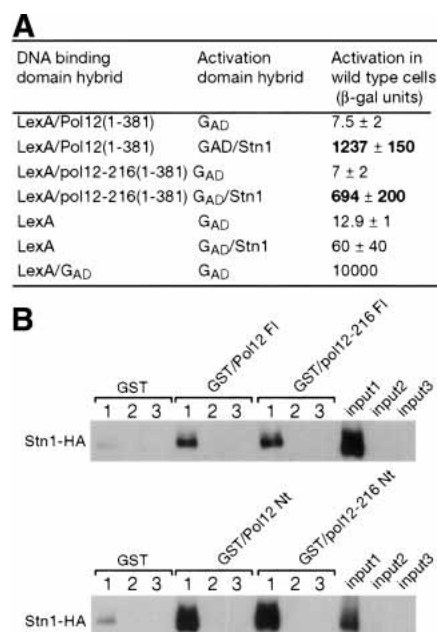 A
DNA binding domain hybrid Activation domain hybrid Activation in wild type cells (β-gal units)
LexA/Pol12(1-381) GAD 7.5 ± 2
LexA/Pol12(1-381) GAD/Stn1 1237 ± 150
LexA/pol12-216(1-381) GAD 7 ± 2
LexA/pol12-216(1-381) GAD/Stn1 694 ± 200
LexA GAD 12.9 ± 1
LexA GAD/Stn1 60 ± 40
LexA/GAD GAD 10000
B
GST GST/Pol12 Fl GST/pol12-216 Fl input1 input2 input3
1 2 3 1 2 3 1 2 3
Stn1-HA
GST GST/Pol12 Nt GST/pol12-216 Nt input1 input2 input3
1 2 3 1 2 3 1 2 3
Stn1-HA